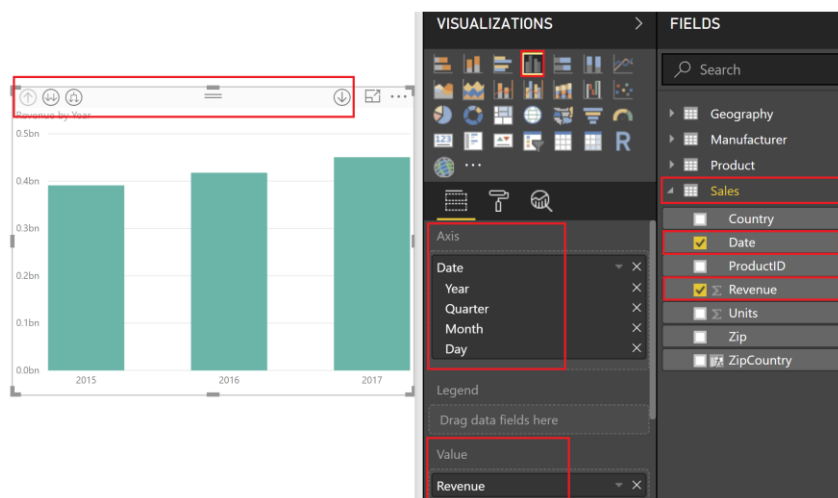 Revenue by Year
0.5bn
0.4bn
0.3bn
0.2bn
0.1bn
0.0bn
2015 2016 2017
VISUALIZATIONS
123
R
Axis
Date
Year
Quarter
Month
Day
Legend
Drag data fields here
Value
Revenue
FIELDS
Search
Geography
Manufacturer
Product
Sales
Country
Date
ProductID
Σ Revenue
Σ Units
Zip
ZipCountry